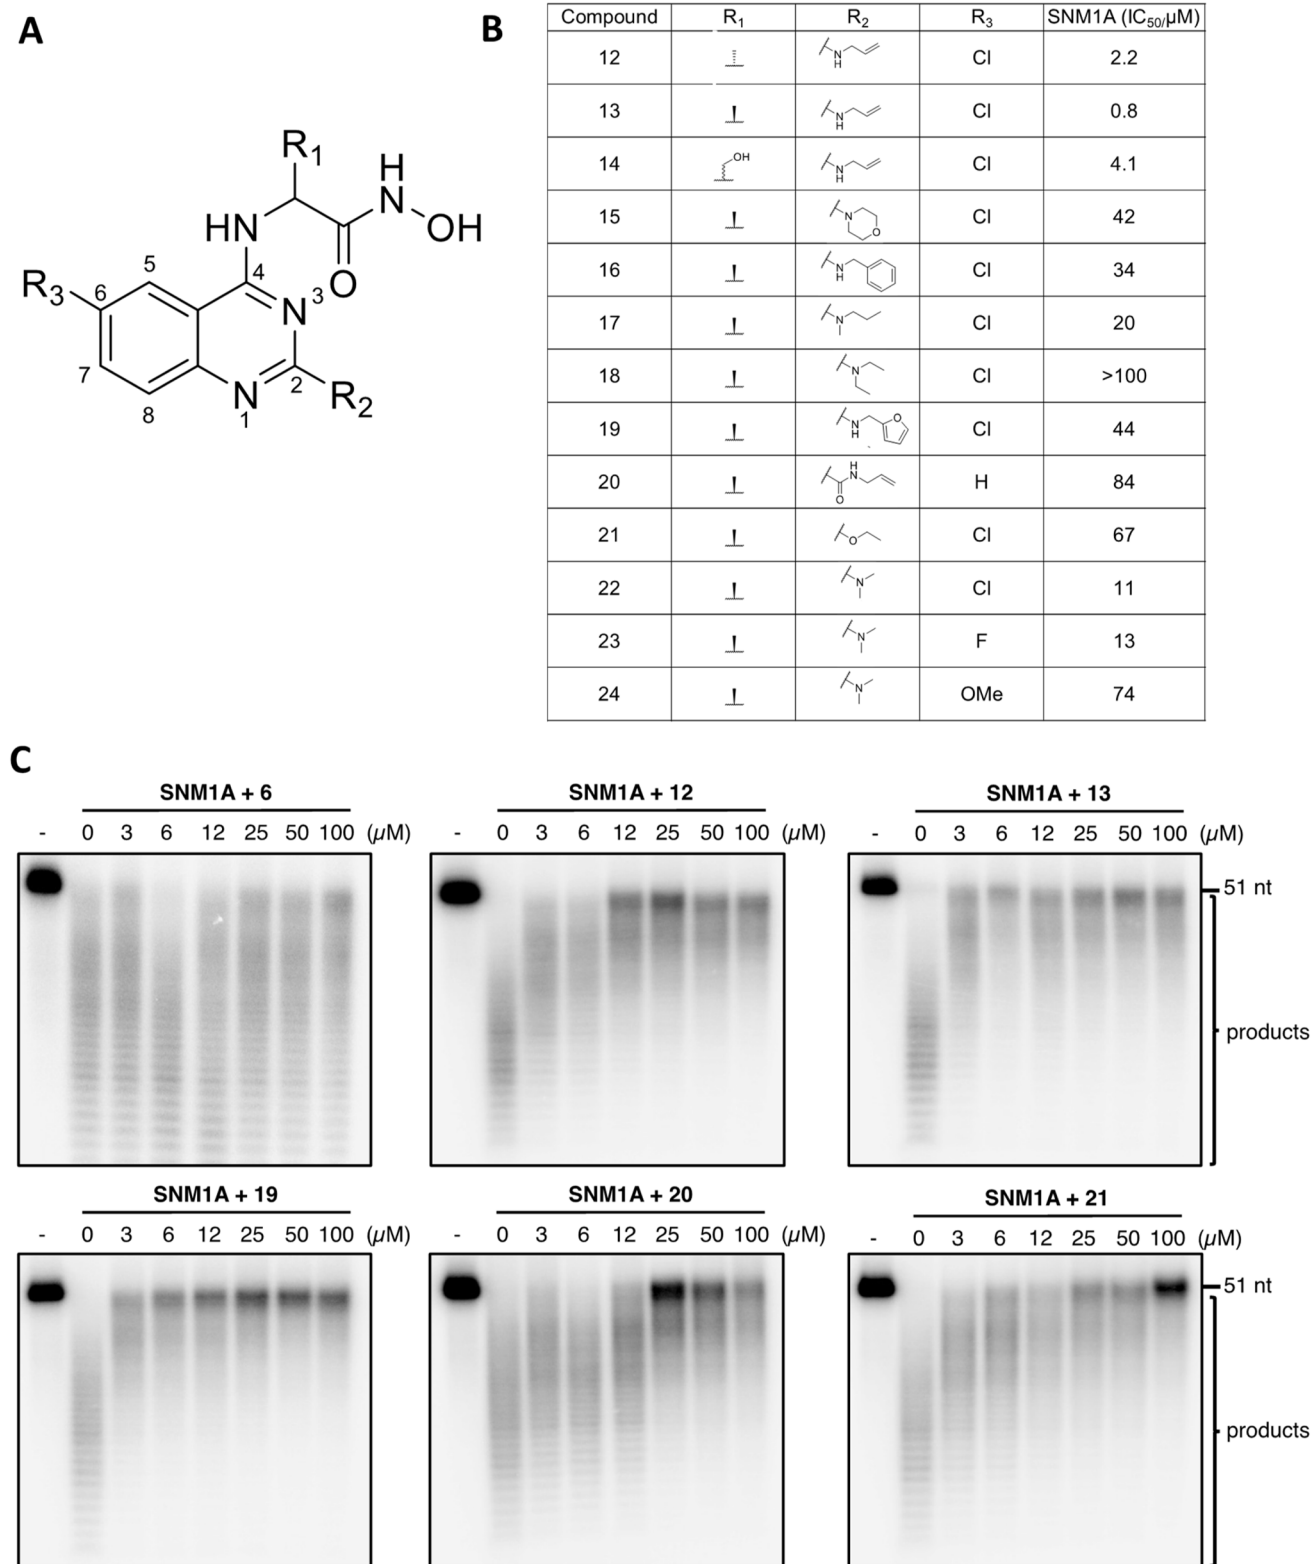 A
R1
H
N
HN
OH
O
5
4
R3
6
N
3
7
N
1
2
R2
8
B
Compound R1 R2 R3 SNM1A (IC50/µM)
12 N H Cl 2.2
13 N H Cl 0.8
14 OH N H Cl 4.1
15 N O Cl 42
16 N H Cl 34
17 N Cl 20
18 N Cl >100
19 N H O Cl 44
20 H N O H 84
21 O Cl 67
22 N Cl 11
23 N F 13
24 N OMe 74
C
SNM1A + 6
- 0 3 6 12 25 50 100 (µM)
SNM1A + 12
- 0 3 6 12 25 50 100 (µM)
SNM1A + 13
- 0 3 6 12 25 50 100 (µM)
51 nt
products
SNM1A + 19
- 0 3 6 12 25 50 100 (µM)
SNM1A + 20
- 0 3 6 12 25 50 100 (µM)
SNM1A + 21
- 0 3 6 12 25 50 100 (µM)
51 nt
products